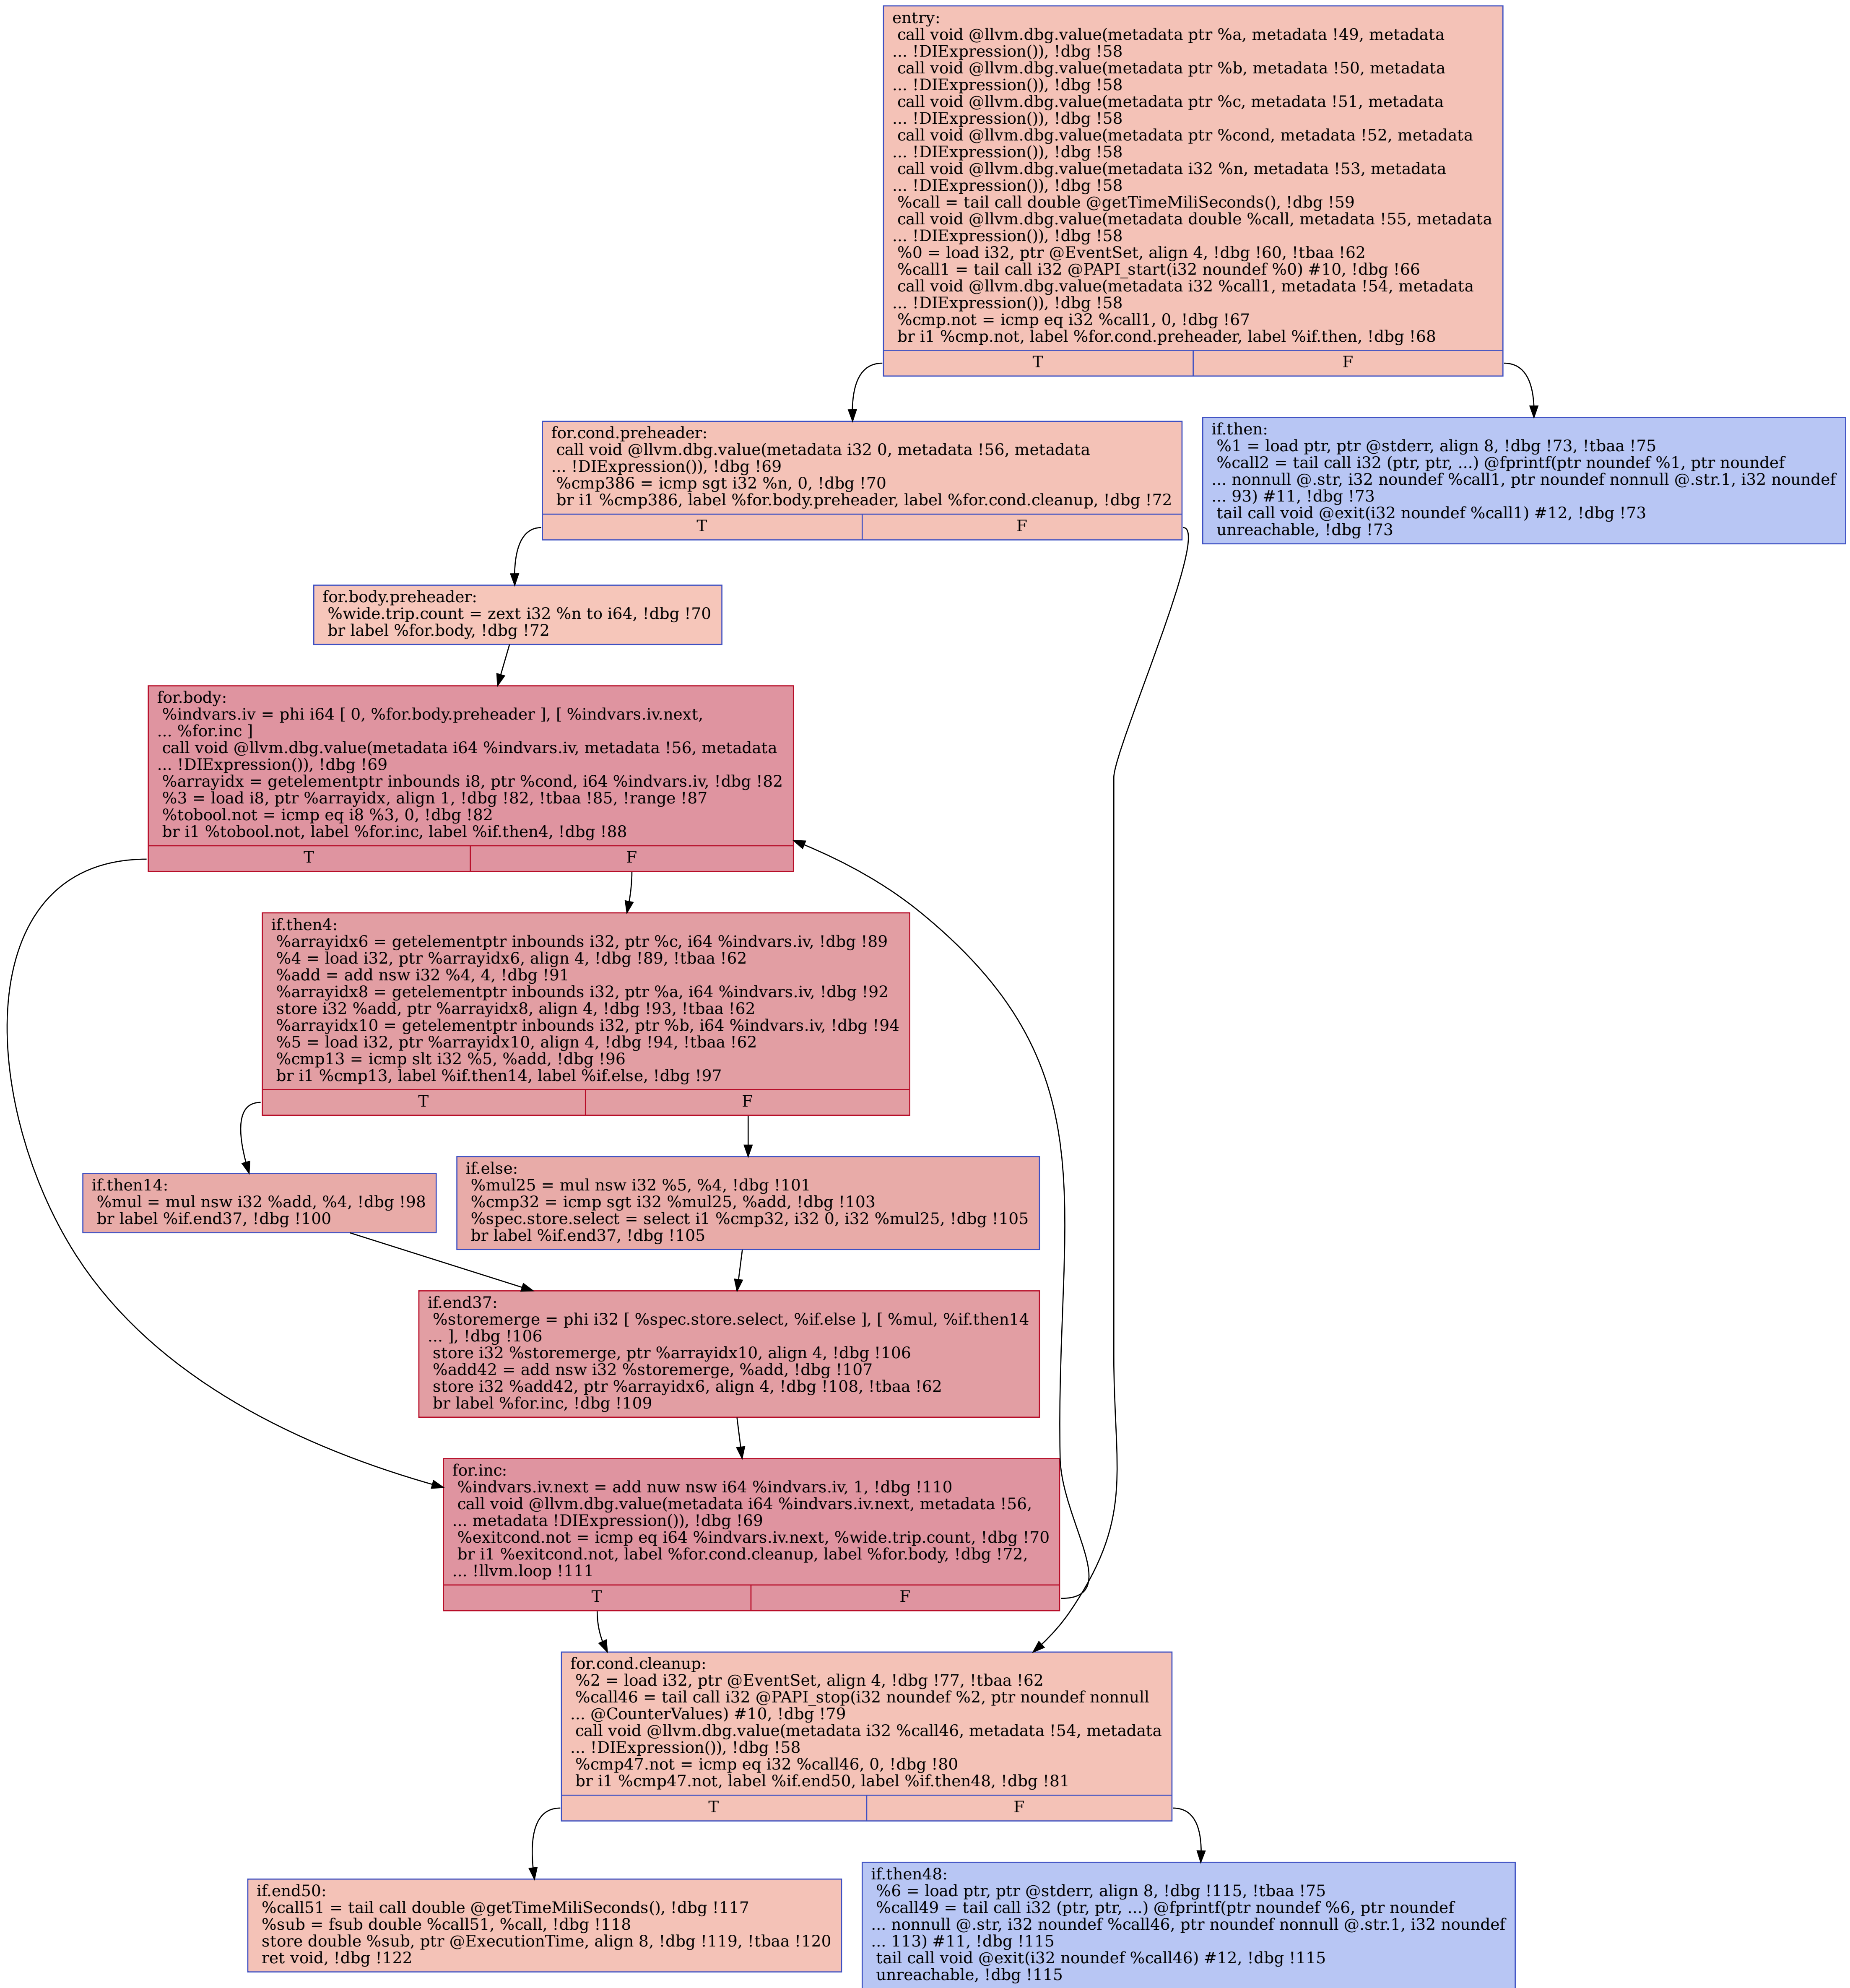 entry:
call void @llvm.dbg.value(metadata ptr %a, metadata !49, metadata
... !DIExpression()), !dbg !58
call void @llvm.dbg.value(metadata ptr %b, metadata !50, metadata
... !DIExpression()), !dbg !58
call void @llvm.dbg.value(metadata ptr %c, metadata !51, metadata
... !DIExpression()), !dbg !58
call void @llvm.dbg.value(metadata ptr %cond, metadata !52, metadata
... !DIExpression()), !dbg !58
call void @llvm.dbg.value(metadata i32 %n, metadata !53, metadata
... !DIExpression()), !dbg !58
%call = tail call double @getTimeMiliSeconds(), !dbg !59
call void @llvm.dbg.value(metadata double %call, metadata !55, metadata
... !DIExpression()), !dbg !58
%0 = load i32, ptr @EventSet, align 4, !dbg !60, !tbaa !62
%call1 = tail call i32 @PAPI_start(i32 noundef %0) #10, !dbg !66
call void @llvm.dbg.value(metadata i32 %call1, metadata !54, metadata
... !DIExpression()), !dbg !58
%cmp.not = icmp eq i32 %call1, 0, !dbg !67
br i1 %cmp.not, label %for.cond.preheader, label %if.then, !dbg !68
T F
for.cond.preheader:
call void @llvm.dbg.value(metadata i32 0, metadata !56, metadata
... !DIExpression()), !dbg !69
%cmp386 = icmp sgt i32 %n, 0, !dbg !70
br i1 %cmp386, label %for.body.preheader, label %for.cond.cleanup, !dbg !72
T F
if.then:
%1 = load ptr, ptr @stderr, align 8, !dbg !73, !tbaa !75
%call2 = tail call i32 (ptr, ptr, ...) @fprintf(ptr noundef %1, ptr noundef
... nonnull @.str, i32 noundef %call1, ptr noundef nonnull @.str.1, i32 noundef
... 93) #11, !dbg !73
tail call void @exit(i32 noundef %call1) #12, !dbg !73
unreachable, !dbg !73
for.body.preheader:
%wide.trip.count = zext i32 %n to i64, !dbg !70
br label %for.body, !dbg !72
for.body:
%indvars.iv = phi i64 [ 0, %for.body.preheader ], [ %indvars.iv.next,
... %for.inc ]
call void @llvm.dbg.value(metadata i64 %indvars.iv, metadata !56, metadata
... !DIExpression()), !dbg !69
%arrayidx = getelementptr inbounds i8, ptr %cond, i64 %indvars.iv, !dbg !82
%3 = load i8, ptr %arrayidx, align 1, !dbg !82, !tbaa !85, !range !87
%tobool.not = icmp eq i8 %3, 0, !dbg !82
br i1 %tobool.not, label %for.inc, label %if.then4, !dbg !88
T F
if.then4:
%arrayidx6 = getelementptr inbounds i32, ptr %c, i64 %indvars.iv, !dbg !89
%4 = load i32, ptr %arrayidx6, align 4, !dbg !89, !tbaa !62
%add = add nsw i32 %4, 4, !dbg !91
%arrayidx8 = getelementptr inbounds i32, ptr %a, i64 %indvars.iv, !dbg !92
store i32 %add, ptr %arrayidx8, align 4, !dbg !93, !tbaa !62
%arrayidx10 = getelementptr inbounds i32, ptr %b, i64 %indvars.iv, !dbg !94
%5 = load i32, ptr %arrayidx10, align 4, !dbg !94, !tbaa !62
%cmp13 = icmp slt i32 %5, %add, !dbg !96
br i1 %cmp13, label %if.then14, label %if.else, !dbg !97
T F
if.then14:
%mul = mul nsw i32 %add, %4, !dbg !98
br label %if.end37, !dbg !100
if.else:
%mul25 = mul nsw i32 %5, %4, !dbg !101
%cmp32 = icmp sgt i32 %mul25, %add, !dbg !103
%spec.store.select = select i1 %cmp32, i32 0, i32 %mul25, !dbg !105
br label %if.end37, !dbg !105
if.end37:
%storemerge = phi i32 [ %spec.store.select, %if.else ], [ %mul, %if.then14
... ], !dbg !106
store i32 %storemerge, ptr %arrayidx10, align 4, !dbg !106
%add42 = add nsw i32 %storemerge, %add, !dbg !107
store i32 %add42, ptr %arrayidx6, align 4, !dbg !108, !tbaa !62
br label %for.inc, !dbg !109
for.inc:
%indvars.iv.next = add nuw nsw i64 %indvars.iv, 1, !dbg !110
call void @llvm.dbg.value(metadata i64 %indvars.iv.next, metadata !56,
... metadata !DIExpression()), !dbg !69
%exitcond.not = icmp eq i64 %indvars.iv.next, %wide.trip.count, !dbg !70
br i1 %exitcond.not, label %for.cond.cleanup, label %for.body, !dbg !72,
... !llvm.loop !111
T F
for.cond.cleanup:
%2 = load i32, ptr @EventSet, align 4, !dbg !77, !tbaa !62
%call46 = tail call i32 @PAPI_stop(i32 noundef %2, ptr noundef nonnull
... @CounterValues) #10, !dbg !79
call void @llvm.dbg.value(metadata i32 %call46, metadata !54, metadata
... !DIExpression()), !dbg !58
%cmp47.not = icmp eq i32 %call46, 0, !dbg !80
br i1 %cmp47.not, label %if.end50, label %if.then48, !dbg !81
T F
if.end50:
%call51 = tail call double @getTimeMiliSeconds(), !dbg !117
%sub = fsub double %call51, %call, !dbg !118
store double %sub, ptr @ExecutionTime, align 8, !dbg !119, !tbaa !120
ret void, !dbg !122
if.then48:
%6 = load ptr, ptr @stderr, align 8, !dbg !115, !tbaa !75
%call49 = tail call i32 (ptr, ptr, ...) @fprintf(ptr noundef %6, ptr noundef
... nonnull @.str, i32 noundef %call46, ptr noundef nonnull @.str.1, i32 noundef
... 113) #11, !dbg !115
tail call void @exit(i32 noundef %call46) #12, !dbg !115
unreachable, !dbg !115